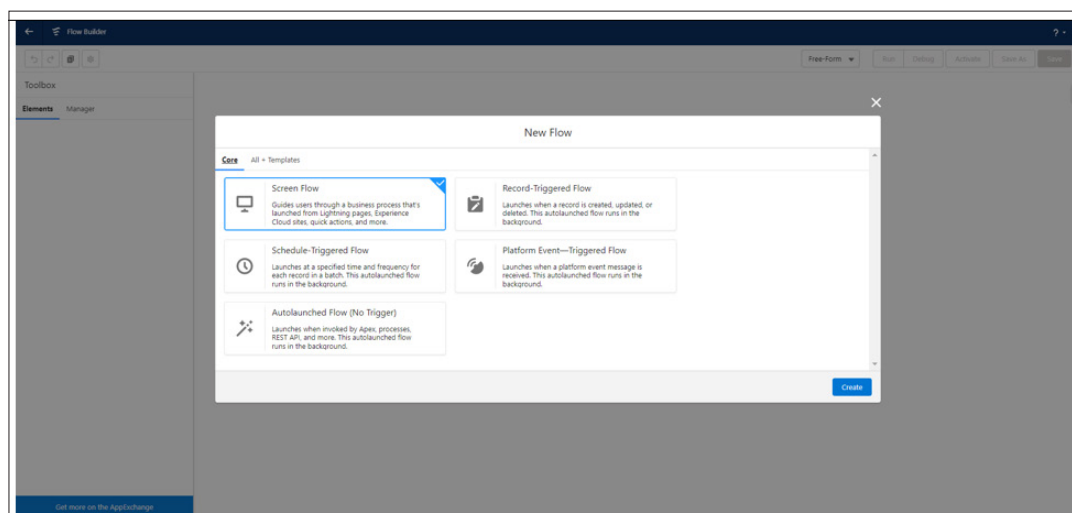 Flow Builder
?
Free-Form
Run
Debug
Activate
Save As
Save
Toolbox
Elements
Manager
New Flow
Core
All + Templates
Screen Flow
Guides users through a business process that's
launched from Lightning pages, Experience
Cloud sites, quick actions, and more.
Record-Triggered Flow
Launches when a record is created, updated, or
deleted. This autolaunched flow runs in the
background.
Schedule-Triggered Flow
Launches at a specified time and frequency for
each record in a batch. This autolaunched flow
runs in the background.
Platform Event—Triggered Flow
Launches when a platform event message is
received. This autolaunched flow runs in the
background.
Autolaunched Flow (No Trigger)
Launches when invoked by Apex, processes,
REST API, and more. This autolaunched flow
runs in the background.
Create
Get more on the AppExchange